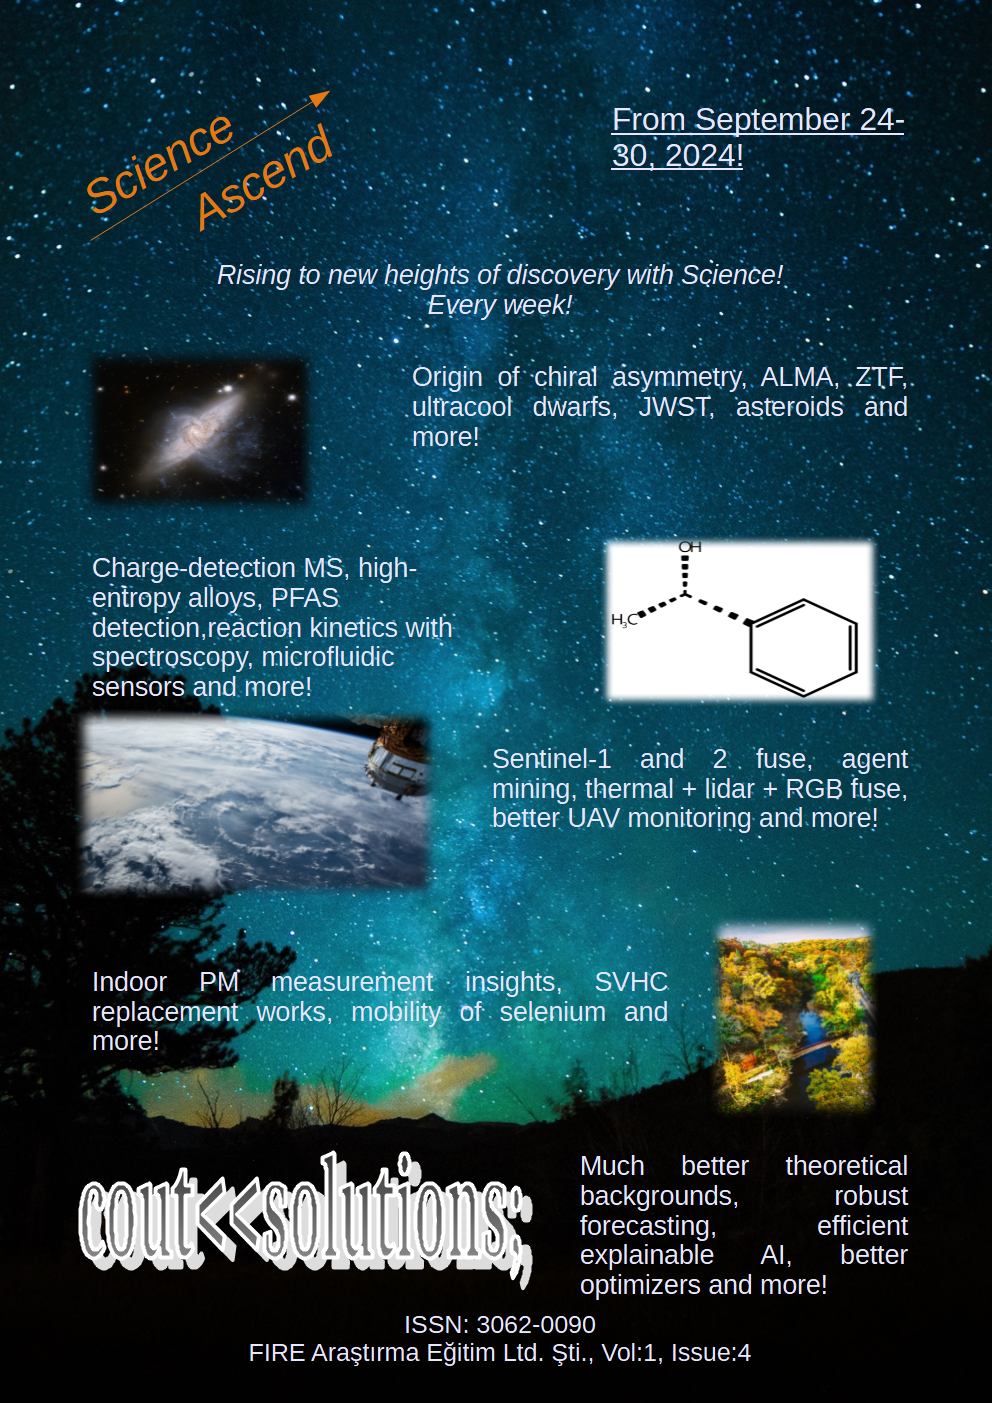 Science
Ascend
From September 24-
30, 2024!
Rising to new heights of discovery with Science!
Every week!
Origin of chiral asymmetry, ALMA, ZTF,
ultracool dwarfs, JWST, asteroids and
more!
OH
H3C
Charge-detection MS, high-
entropy alloys, PFAS
detection,reaction kinetics with
spectroscopy, microfluidic
sensors and more!
Sentinel-1 and 2 fuse, agent
mining, thermal + lidar + RGB fuse,
better UAV monitoring and more!
Indoor PM measurement insights, SVHC
replacement works, mobility of selenium and
more!
cout<<solutions;
Much better theoretical
backgrounds, robust
forecasting, efficient
explainable AI, better
optimizers and more!
ISSN: 3062-0090
FIRE Araştırma Eğitim Ltd. Şti., Vol:1, Issue:4